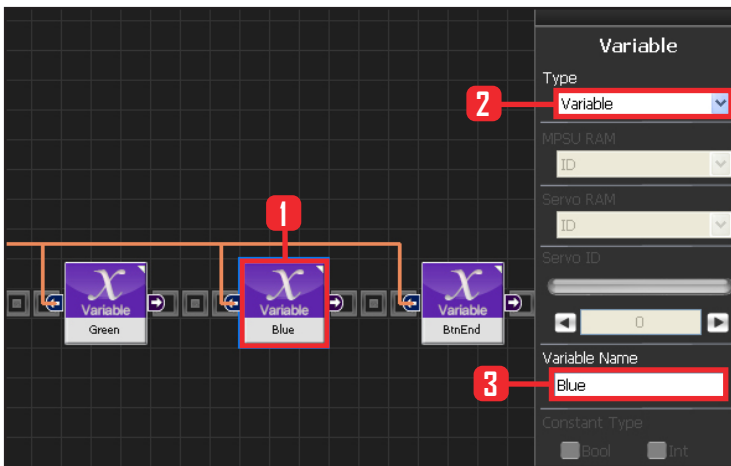 Variable
Type
2
Variable
MPSU RAM
ID
Servo RAM
1
ID
Servo ID
x
Variable
Green
x
Variable
Blue
x
Variable
BtnEnd
0
Variable Name
3
Blue
Constant Type
Bool Int